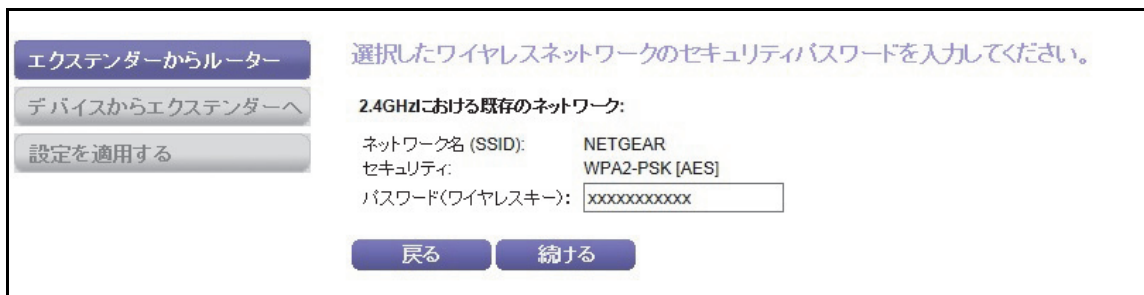 エクステンダーからルーター
デバイスからエクステンダーへ
設定を適用する
選択したワイヤレスネットワークのセキュリティパスワードを入力してください。
2.4GHzにおける既存のネットワーク:
ネットワーク名 (SSID): NETGEAR
セキュリティ: WPA2-PSK [AES]
パスワード(ワイヤレスキー): xxxxxxxxxxx
戻る 続ける